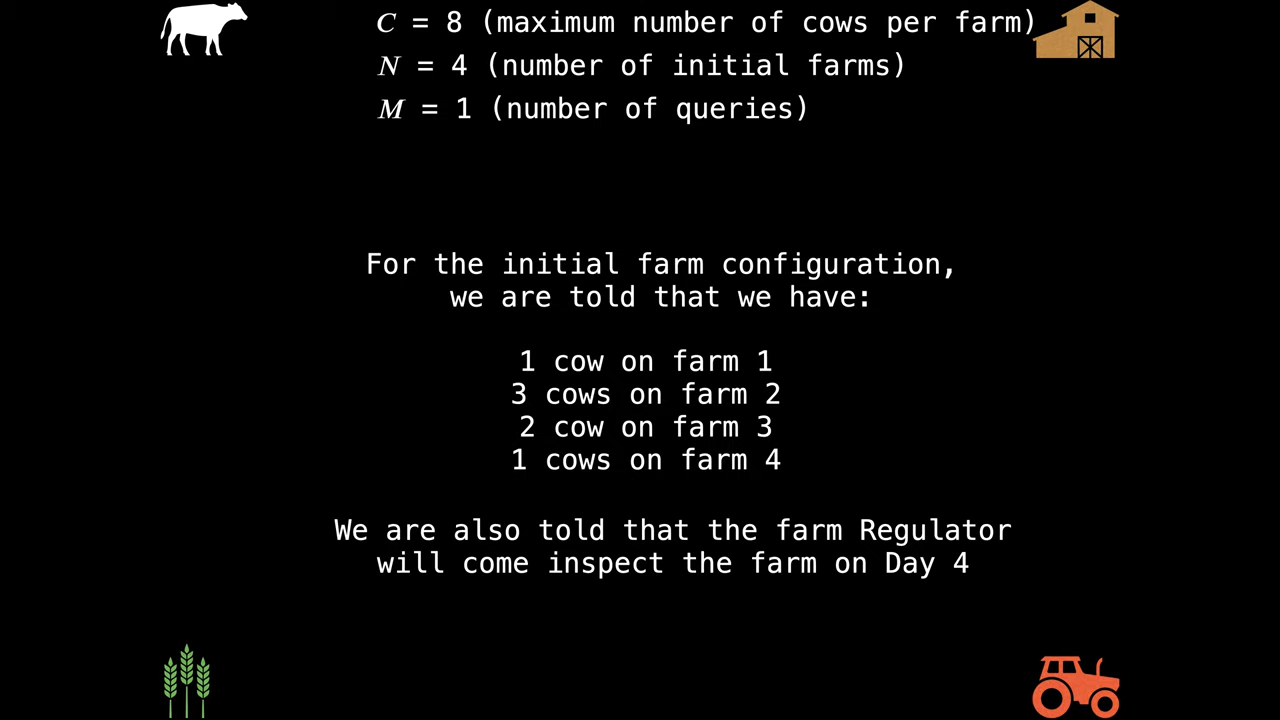 C = 8 (maximum number of cows per farm)
N = 4 (number of initial farms)
M = 1 (number of queries)
For the initial farm configuration,
we are told that we have:
1 cow on farm 1
3 cows on farm 2
2 cow on farm 3
1 cows on farm 4
We are also told that the farm Regulator
will come inspect the farm on Day 4